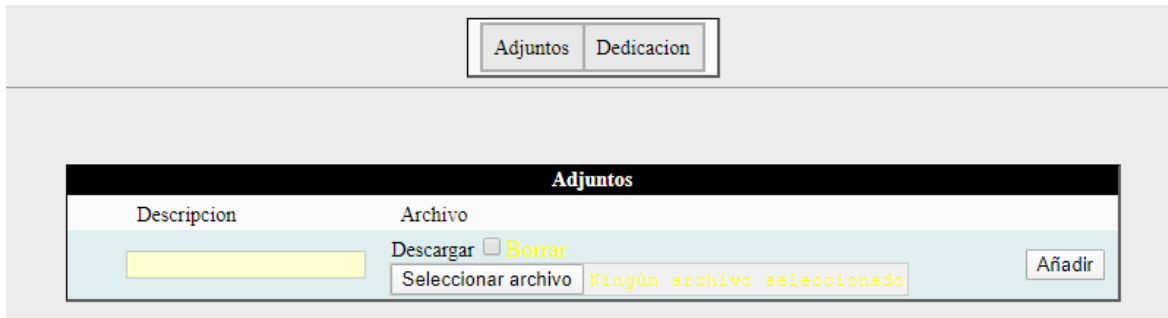 Adjuntos Dedicacion
Adjuntos
Descripcion Archivo
Descargar Borrar
Seleccionar archivo Ningún archivo seleccionado
Añadir